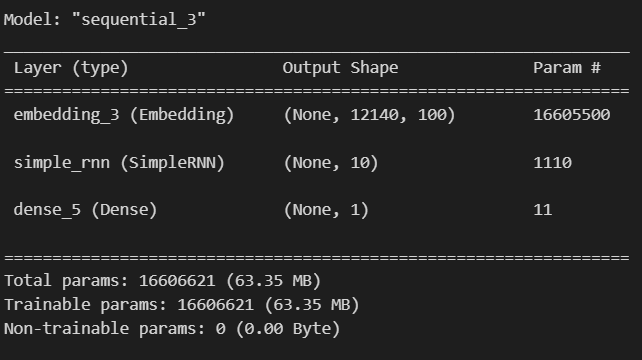 Model: "sequential_3"
Layer (type) Output Shape Param #
embedding_3 (Embedding) (None, 12140, 100) 16605500
simple_rnn (SimpleRNN) (None, 10) 1110
dense_5 (Dense) (None, 1) 11
Total params: 16606621 (63.35 MB)
Trainable params: 16606621 (63.35 MB)
Non-trainable params: 0 (0.00 Byte)